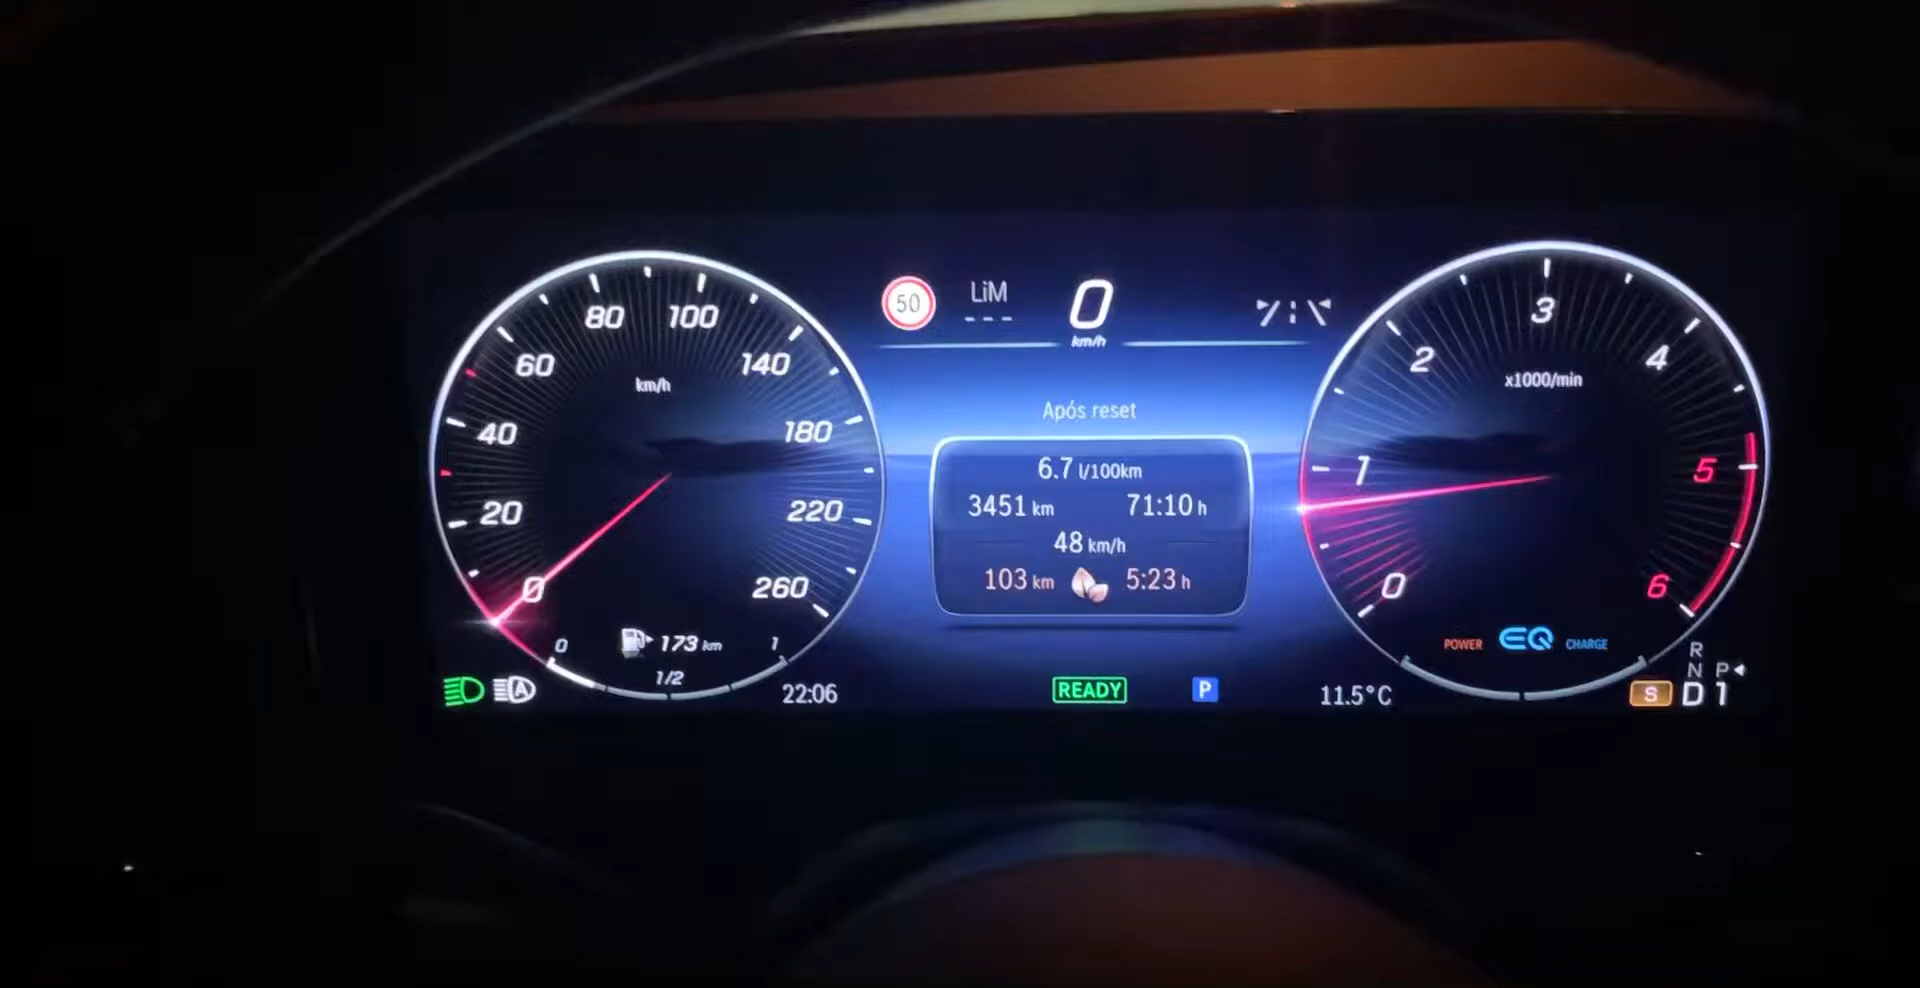 50 LiM 0
---
km/h
Após reset
6.7 l/100km
3451 km 71:10 h
48 km/h
103 km 5:23 h
0 20 40 60 80 100 140 180 220 260
km/h
0 173 km 1
1/2
22:06
READY
P
11.5°C
0 1 2 3 4 5 6
x1000/min
POWER EQ CHARGE
R
N P
S D 1
A